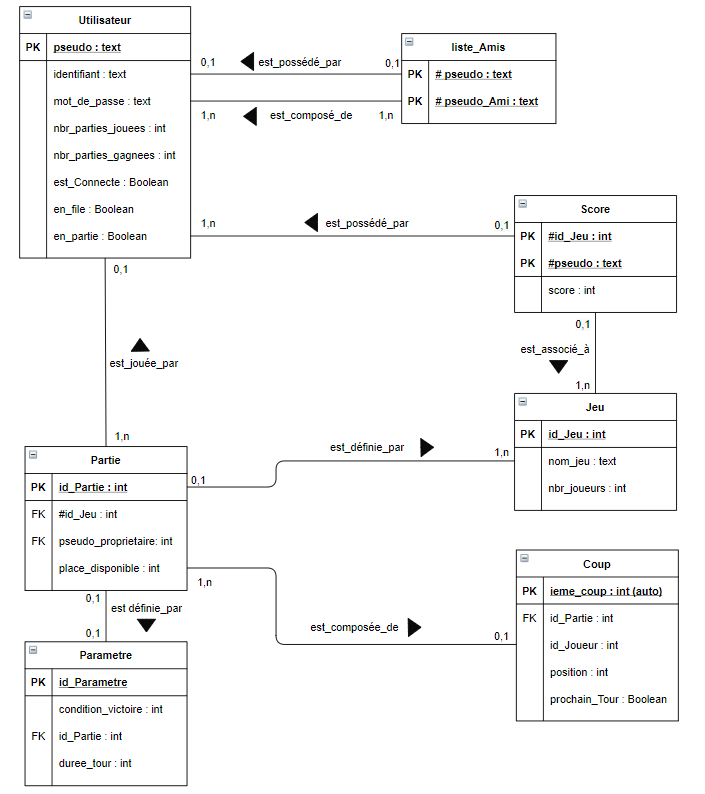 Utilisateur
PK pseudo : text
identifiant : text
mot_de_passe : text
nbr_parties_jouees : int
nbr_parties_gagnees : int
est_Connecte : Boolean
en_file : Boolean
en_partie : Boolean
0,1 est_possédé_par 0,1
1,n est_composé_de 1,n
liste_Amis
PK # pseudo : text
PK # pseudo_Ami : text
1,n est_possédé_par 0,1
Score
PK #id_Jeu : int
PK #pseudo : text
score : int
0,1
est_associé_à
1,n
0,1
est_jouée_par
1,n
Jeu
PK id_Jeu : int
nom_jeu : text
nbr_joueurs : int
Partie
PK id_Partie : int
FK #id_Jeu : int
FK pseudo_proprietaire: int
place_disponible : int
0,1 est_définie_par 1,n
1,n est_composée_de 0,1
Coup
PK ieme_coup : int (auto)
FK id_Partie : int
id_Joueur : int
position : int
prochain_Tour : Boolean
0,1
est définie_par
0,1
Parametre
PK id_Parametre
condition_victoire : int
FK id_Partie : int
duree_tour : int